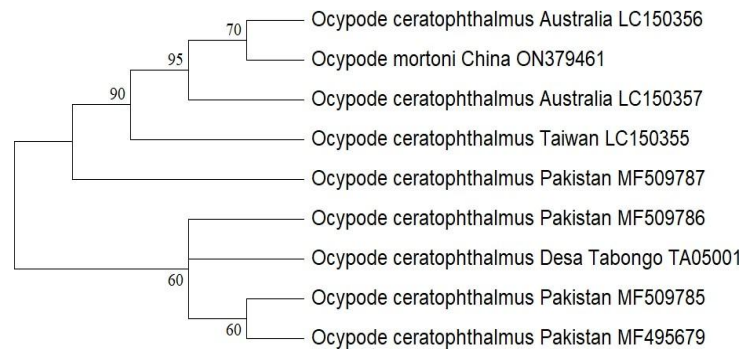 Ocypode ceratophthalmus Australia LC150356
70
Ocypode mortoni China ON379461
95
Ocypode ceratophthalmus Australia LC150357
90
Ocypode ceratophthalmus Taiwan LC150355
Ocypode ceratophthalmus Pakistan MF509787
Ocypode ceratophthalmus Pakistan MF509786
Ocypode ceratophthalmus Desa Tabongo TA05001
60
Ocypode ceratophthalmus Pakistan MF509785
60
Ocypode ceratophthalmus Pakistan MF495679